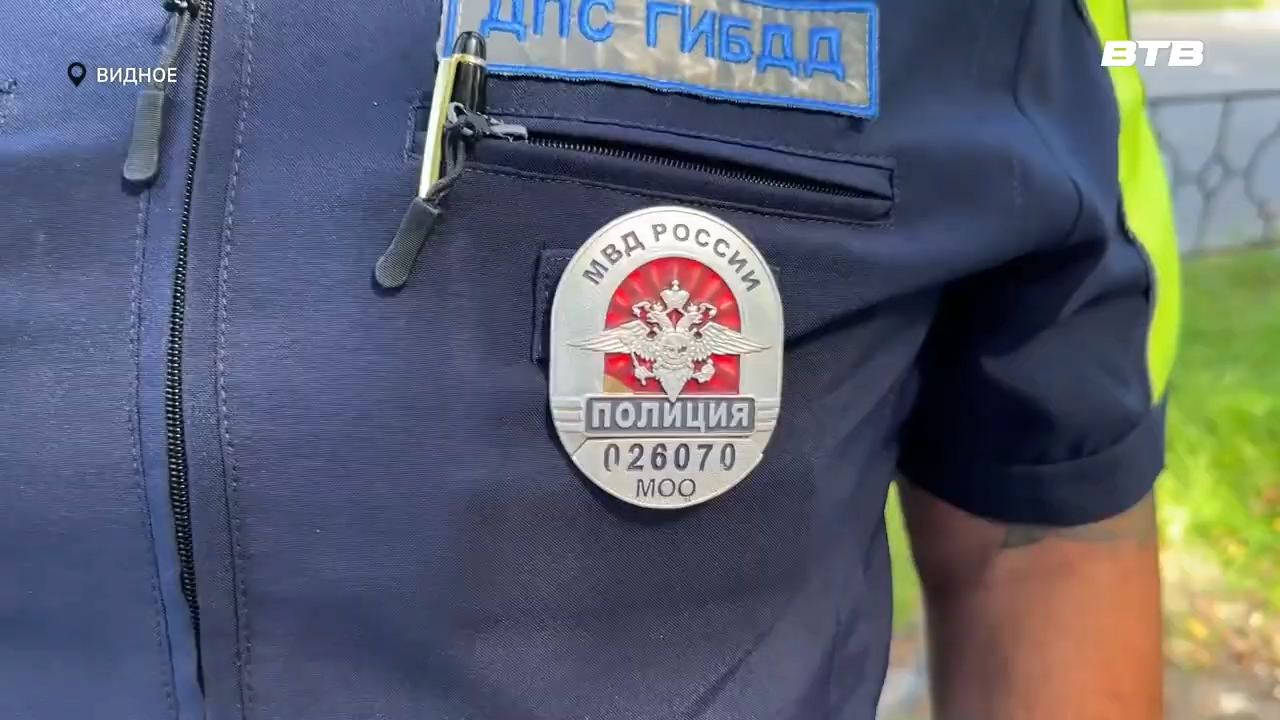 ВИДНОЕ
ВТВ
ДПС ГИБДД
МВД РОССИИ
ПОЛИЦИЯ
026070
МОО